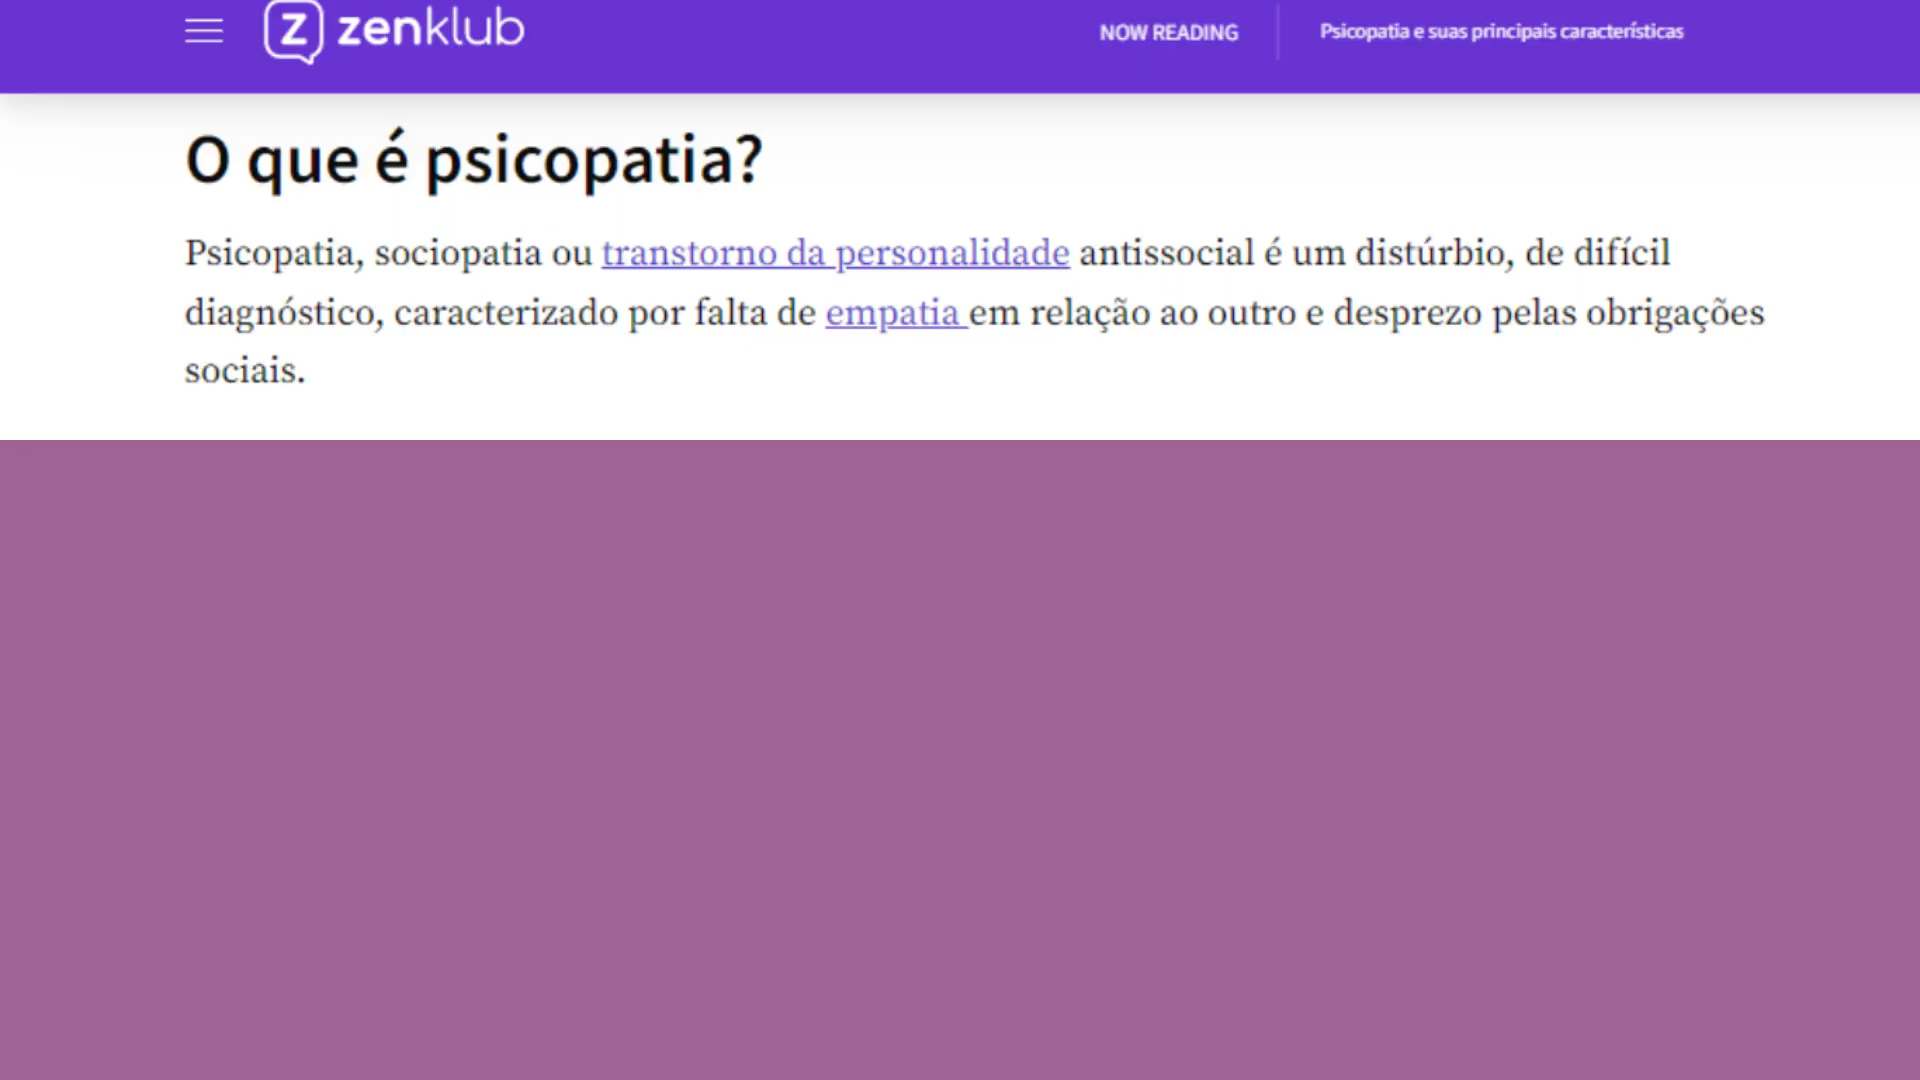 zenklub
NOW READING
Psicopatia e suas principais características
O que é psicopatia?
Psicopatia, sociopatia ou transtorno da personalidade antissocial é um distúrbio, de difícil
diagnóstico, caracterizado por falta de empatia em relação ao outro e desprezo pelas obrigações
sociais.